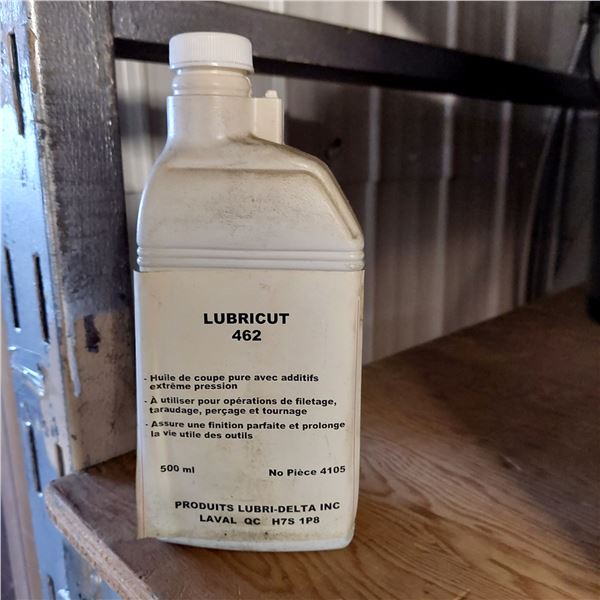 LUBRICUT
462
- Huile de coupe pure avec additifs
extrême pression
- À utiliser pour opérations de filetage,
taraudage, perçage et tournage
- Assure une finition parfaite et prolonge
la vie utile des outils
500 ml No Pièce 4105
PRODUITS LUBRI-DELTA INC
LAVAL QC H7S 1P8